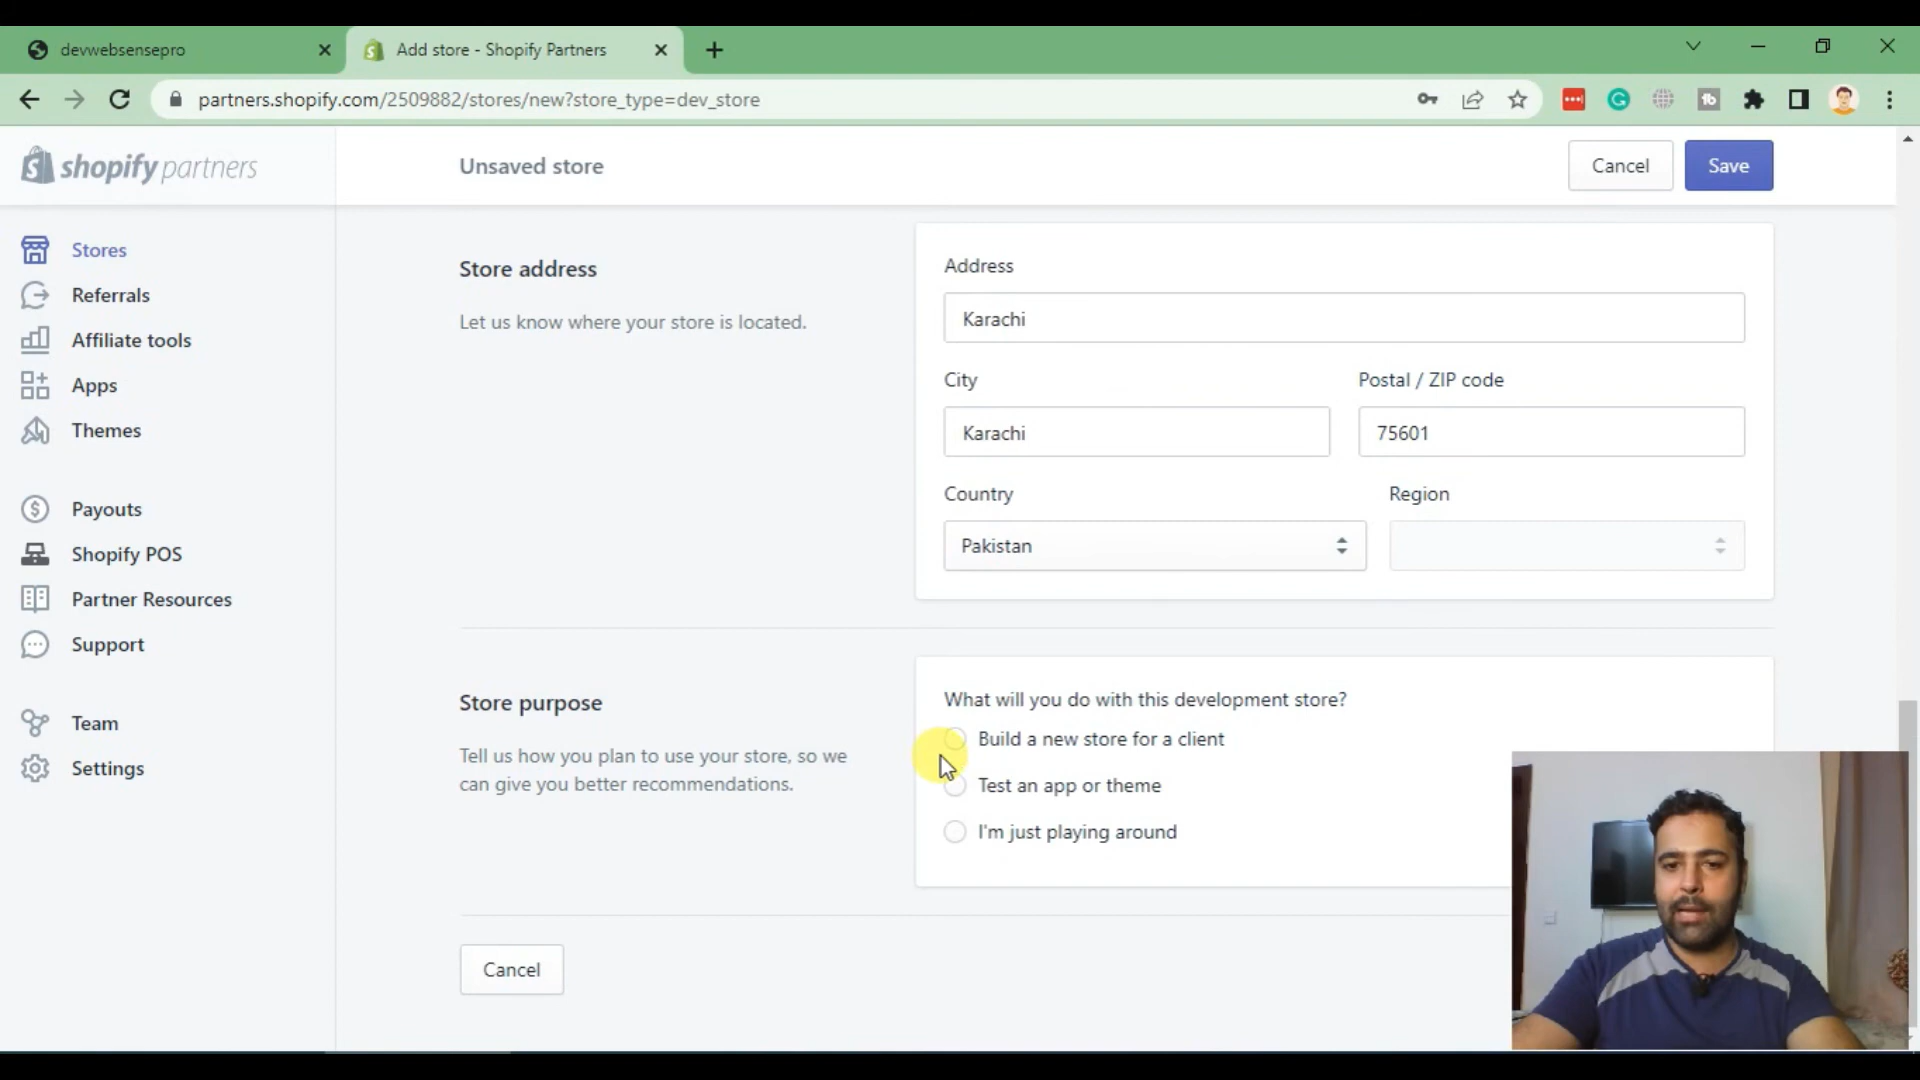 devwebsensepro
Add store - Shopify Partners
partners.shopify.com/2509882/stores/new?store_type=dev_store
shopify partners
Unsaved store
Cancel
Save
Stores
Referrals
Affiliate tools
Apps
Themes
Payouts
Shopify POS
Partner Resources
Support
Team
Settings
Store address
Let us know where your store is located.
Address
Karachi
City
Postal / ZIP code
Karachi
75601
Country
Region
Pakistan
Store purpose
Tell us how you plan to use your store, so we
can give you better recommendations.
What will you do with this development store?
Build a new store for a client
Test an app or theme
I'm just playing around
Cancel